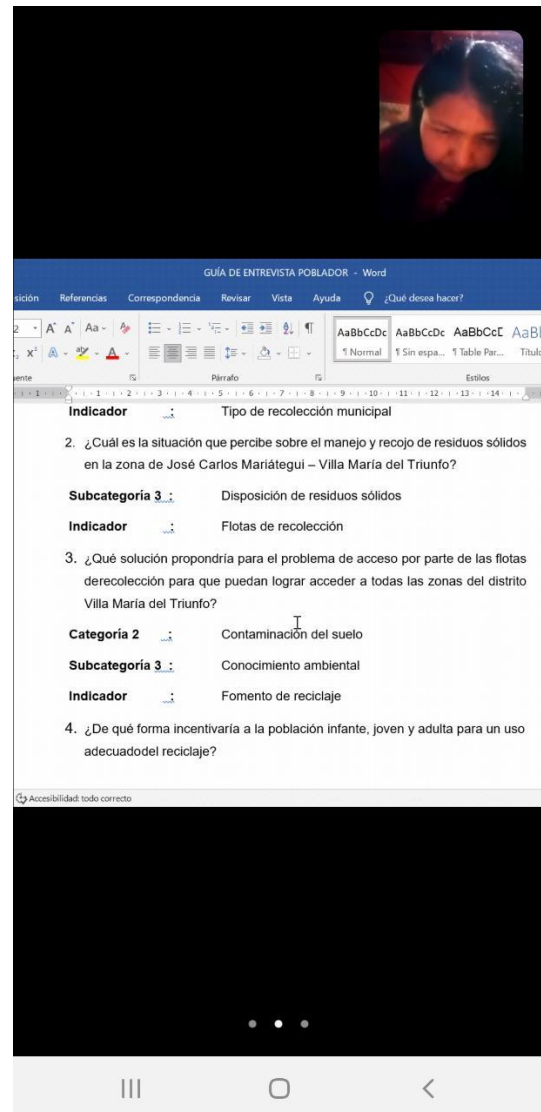 GUÍA DE ENTREVISTA POBLADOR - Word
sición Referencias Correspondencia Revisar Vista Ayuda ¿Qué desea hacer?
AaBbCcDc AaBbCcDc AaBbCcD AaBl
¶ Normal ¶ Sin espa... ¶ Table Par... Título
ente Párrafo Estilos
Indicador : Tipo de recolección municipal
2. ¿Cuál es la situación que percibe sobre el manejo y recojo de residuos sólidos
en la zona de José Carlos Mariátegui – Villa María del Triunfo?
Subcategoría 3 : Disposición de residuos sólidos
Indicador : Flotas de recolección
3. ¿Qué solución propondría para el problema de acceso por parte de las flotas
derecolección para que puedan lograr acceder a todas las zonas del distrito
Villa María del Triunfo?
Categoría 2 : Contaminación del suelo
Subcategoría 3 : Conocimiento ambiental
Indicador : Fomento de reciclaje
4. ¿De qué forma incentivaría a la población infante, joven y adulta para un uso
adecuadodel reciclaje?
Accesibilidad: todo correcto